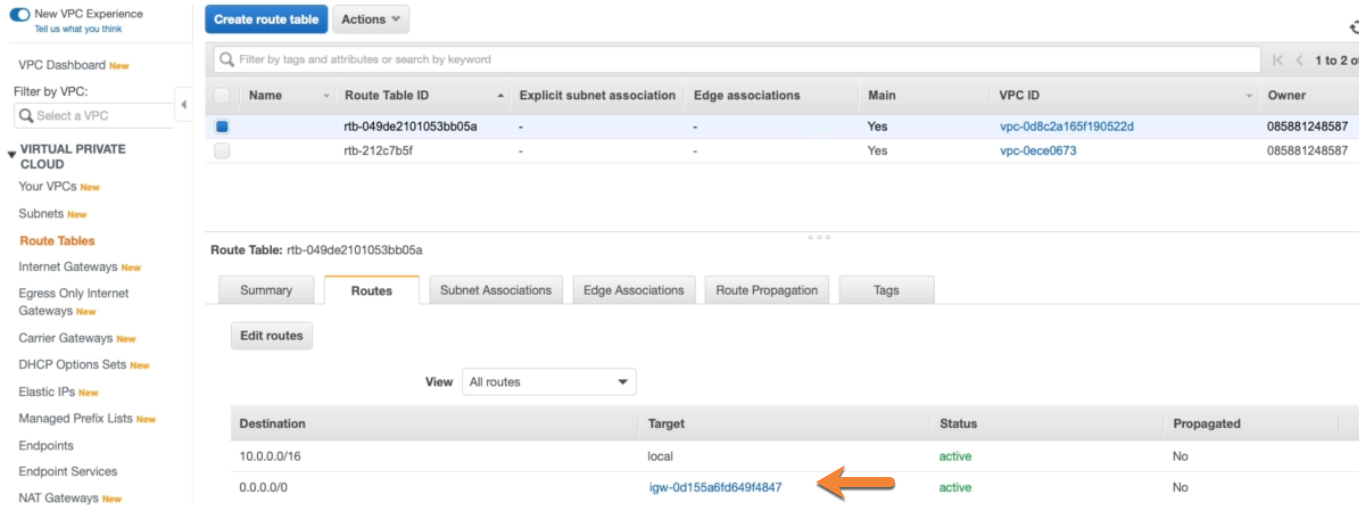 New VPC Experience
Tell us what you think
VPC Dashboard New
Filter by VPC:
Select a VPC
VIRTUAL PRIVATE
CLOUD
Your VPCs New
Subnets New
Route Tables
Internet Gateways New
Egress Only Internet
Gateways New
Carrier Gateways New
DHCP Options Sets New
Elastic IPs New
Managed Prefix Lists New
Endpoints
Endpoint Services
NAT Gateways New
Create route table Actions
Filter by tags and attributes or search by keyword 1 to 2 of
Name Route Table ID Explicit subnet association Edge associations Main VPC ID Owner
rtb-049de2101053bb05a - - Yes vpc-0d8c2a165f190522d 085881248587
rtb-212c7b5f - - Yes vpc-0ece0673 085881248587
Route Table: rtb-049de2101053bb05a
Summary Routes Subnet Associations Edge Associations Route Propagation Tags
Edit routes
View All routes
Destination Target Status Propagated
10.0.0.0/16 local active No
0.0.0.0/0 igw-0d155a6fd649f4847 active No